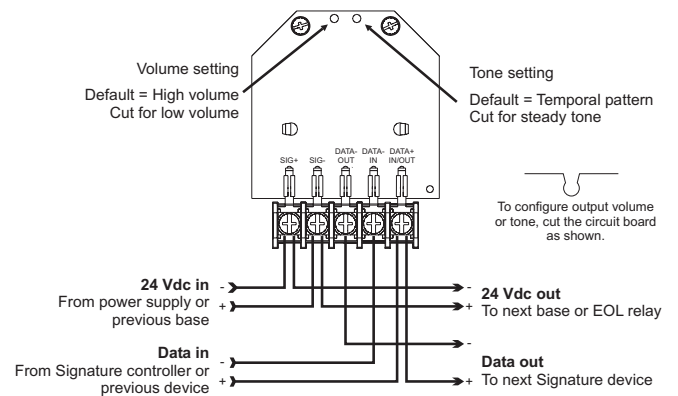 Volume setting
Default = High volume
Cut for low volume
Tone setting
Default = Temporal pattern
Cut for steady tone
SIG+ SIG- DATA- OUT DATA- IN DATA+ IN/OUT
To configure output volume
or tone, cut the circuit board
as shown.
24 Vdc in -
From power supply or +
previous base
- 24 Vdc out
+ To next base or EOL relay
Data in -
From Signature controller or
previous device +
-
Data out
+ To next Signature device